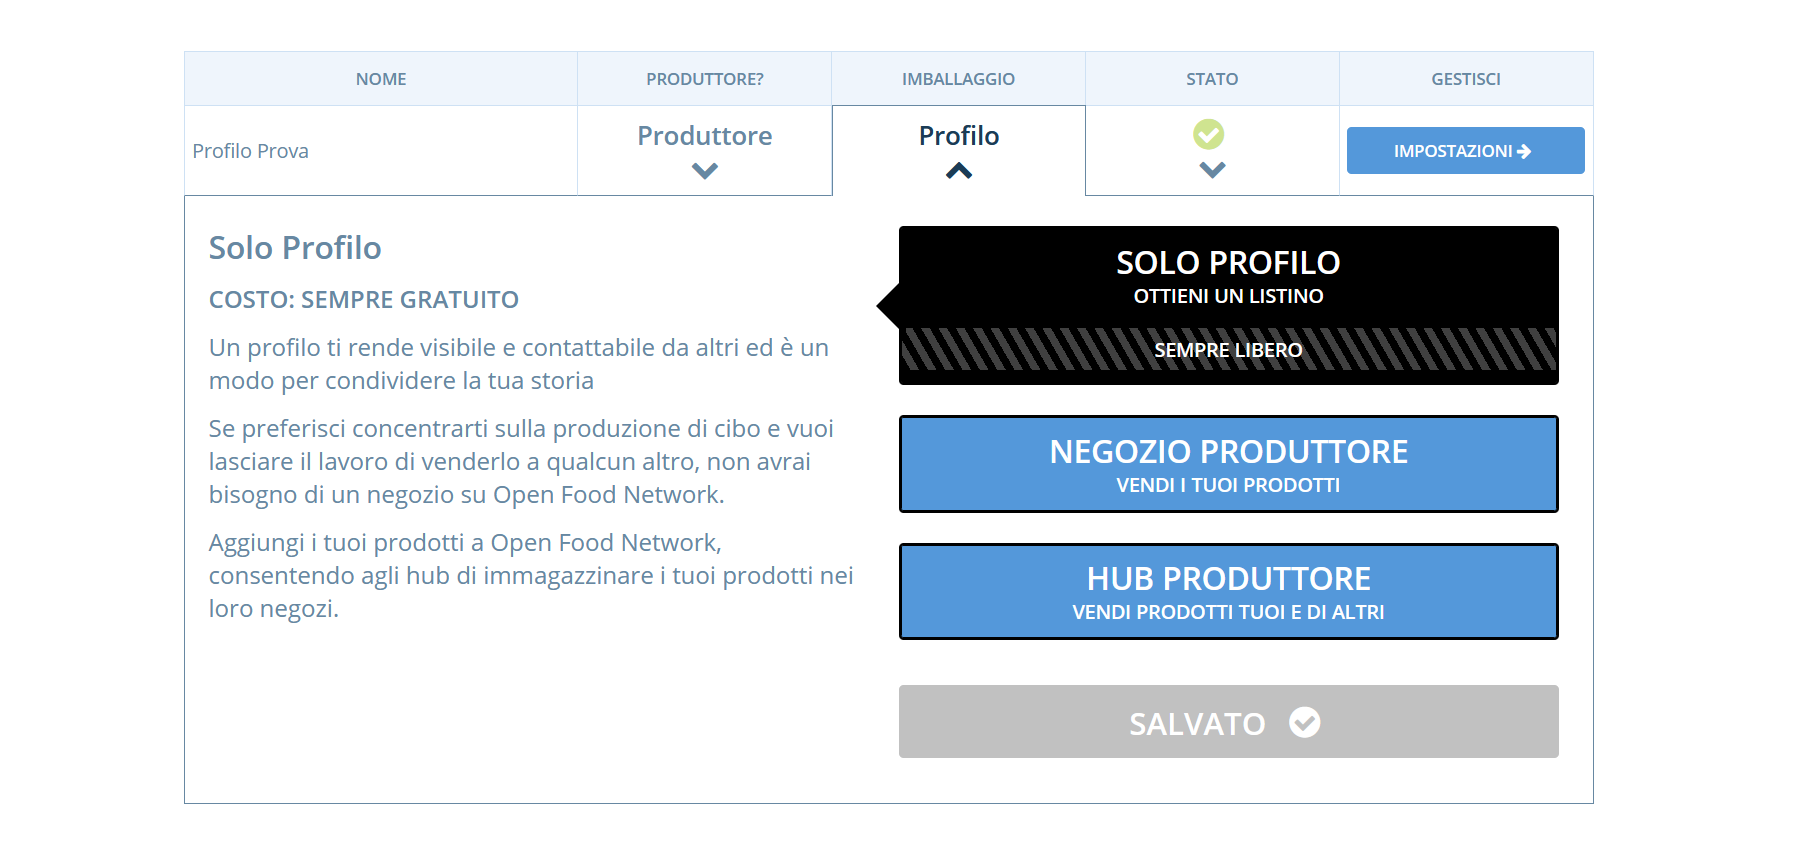 NOME
PRODUTTORE?
IMBALLAGGIO
STATO
GESTISCI
Profilo Prova
Produttore
Profilo
IMPOSTAZIONI
Solo Profilo
COSTO: SEMPRE GRATUITO
Un profilo ti rende visibile e contattabile da altri ed è un
modo per condividere la tua storia
Se preferisci concentrarti sulla produzione di cibo e vuoi
lasciare il lavoro di venderlo a qualcun altro, non avrai
bisogno di un negozio su Open Food Network.
Aggiungi i tuoi prodotti a Open Food Network,
consentendo agli hub di immagazzinare i tuoi prodotti nei
loro negozi.
SOLO PROFILO
OTTIENI UN LISTINO
SEMPRE LIBERO
NEGOZIO PRODUTTORE
VENDI I TUOI PRODOTTI
HUB PRODUTTORE
VENDI PRODOTTI TUOI E DI ALTRI
SALVATO